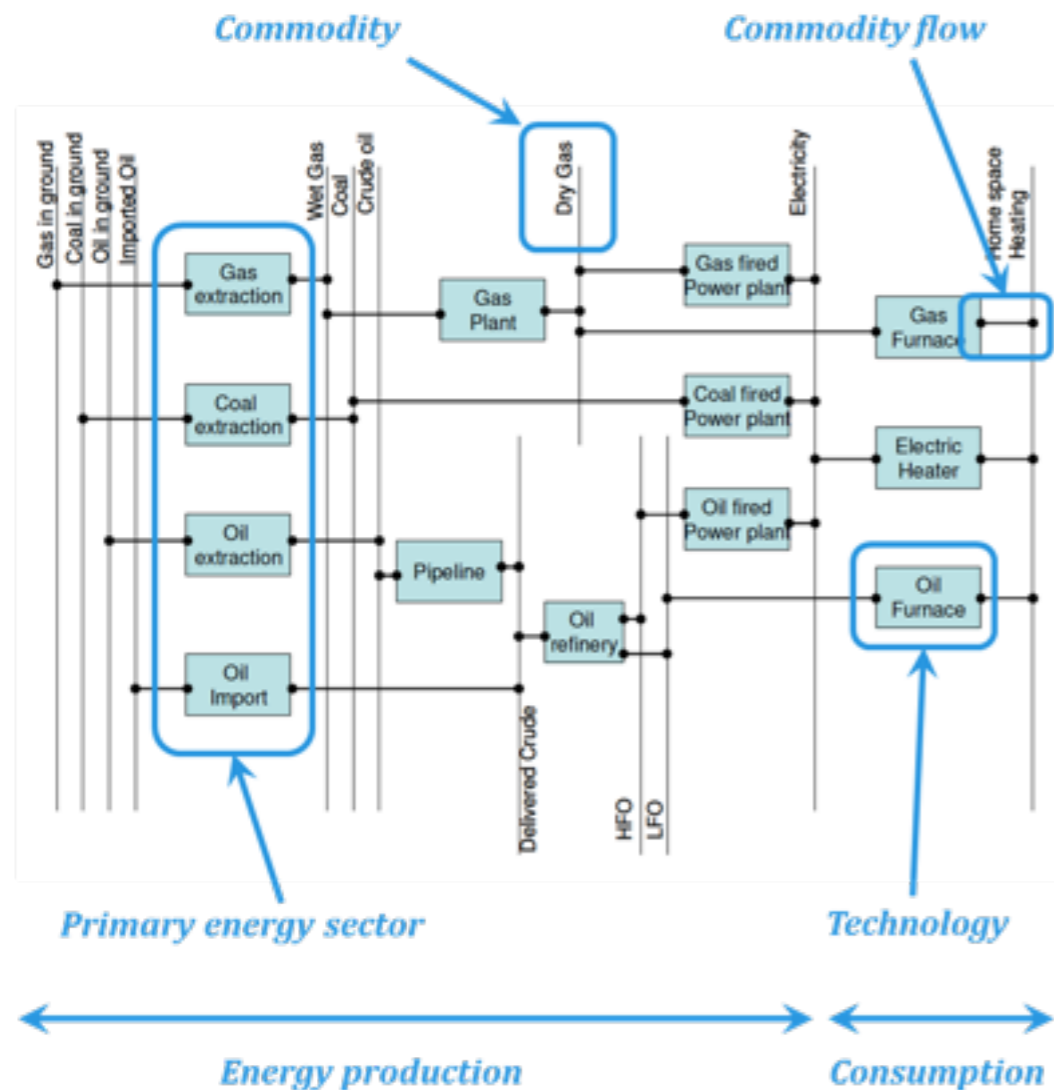 Commodity
Commodity flow
Gas in ground
Coal in ground
Oil in ground
Imported Oil
Wet Gas
Coal
Crude oil
Dry Gas
Electricity
Home space
Heating
Gas
extraction
Gas
Plant
Gas fired
Power plant
Gas
Furnace
Coal
extraction
Coal fired
Power plant
Electric
Heater
Oil
extraction
Pipeline
Oil fired
Power plant
Oil
refinery
Oil
Furnace
Oil
Import
Delivered Crude
HFO
LFO
Primary energy sector
Technology
Energy production
Consumption